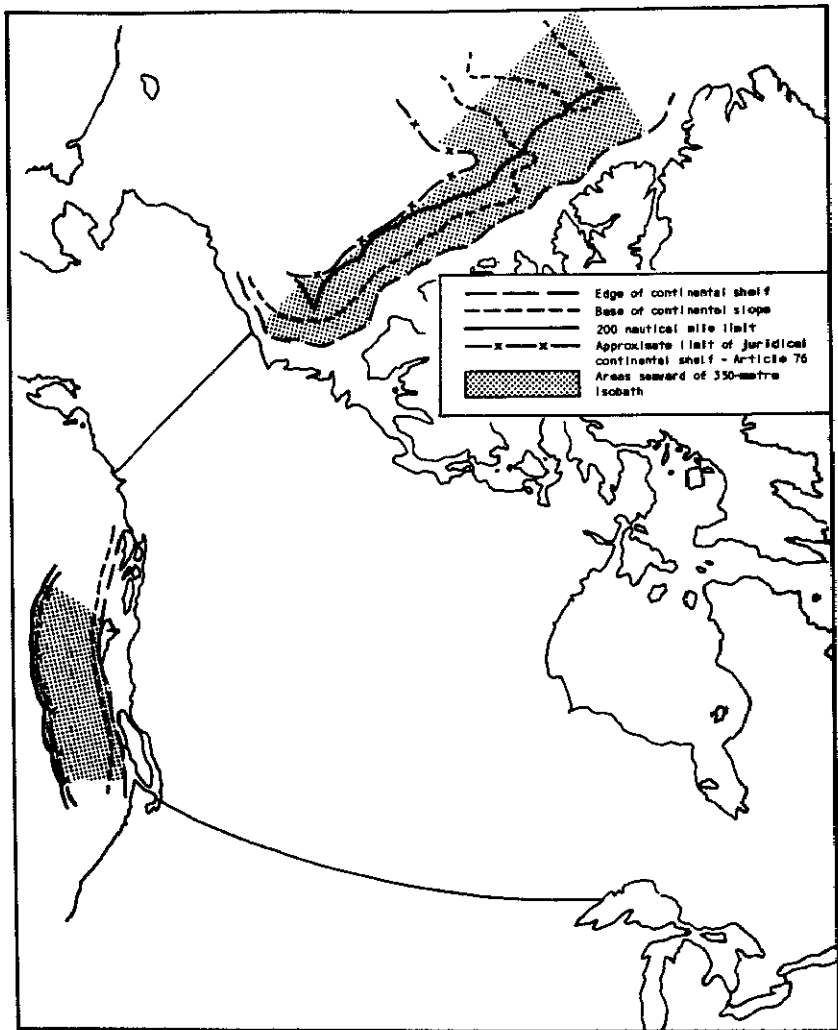 Edge of continental shelf
Base of continental slope
200 nautical mile limit
Approximate limit of juridical
continental shelf - Article 76
Areas seaward of 350-metre
isobath